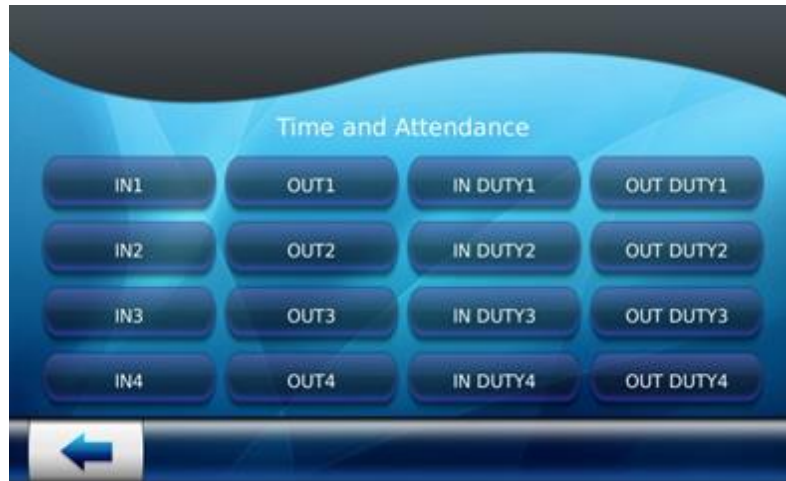 Time and Attendance
IN1 OUT1 IN DUTY1 OUT DUTY1
IN2 OUT2 IN DUTY2 OUT DUTY2
IN3 OUT3 IN DUTY3 OUT DUTY3
IN4 OUT4 IN DUTY4 OUT DUTY4